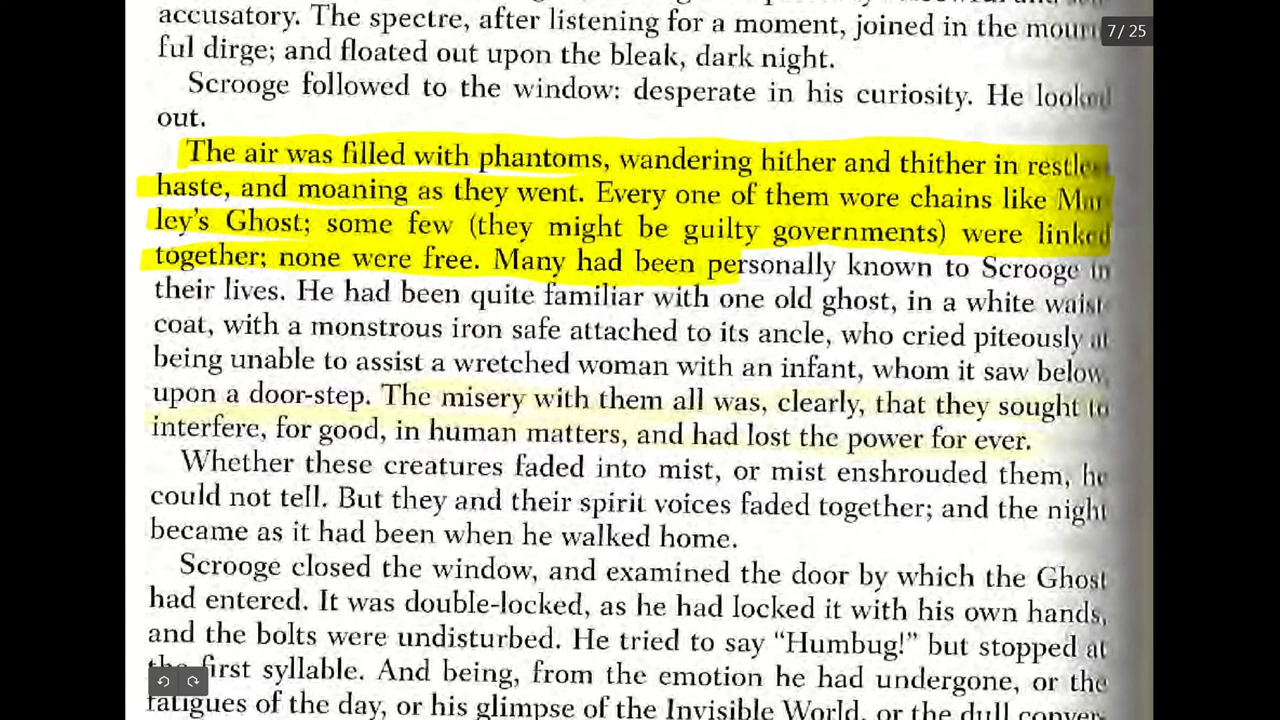 accusatory. The spectre, after listening for a moment, joined in the mourn
7/25
ful dirge; and floated out upon the bleak, dark night.
Scrooge followed to the window: desperate in his curiosity. He looked
out.
The air was filled with phantoms, wandering hither and thither in restless
haste, and moaning as they went. Every one of them wore chains like Mar
ley's Ghost; some few (they might be guilty governments) were linked
together; none were free. Many had been personally known to Scrooge in
their lives. He had been quite familiar with one old ghost, in a white waist
coat, with a monstrous iron safe attached to its ancle, who cried piteously at
being unable to assist a wretched woman with an infant, whom it saw below,
upon a door-step. The misery with them all was, clearly, that they sought to
interfere, for good, in human matters, and had lost the power for ever.
Whether these creatures faded into mist, or mist enshrouded them, he
could not tell. But they and their spirit voices faded together; and the night
became as it had been when he walked home.
Scrooge closed the window, and examined the door by which the Ghost
had entered. It was double-locked, as he had locked it with his own hands,
and the bolts were undisturbed. He tried to say “Humbug!” but stopped at
the first syllable. And being, from the emotion he had undergone, or the
fatigues of the day, or his glimpse of the Invisible World, or the dull conver-